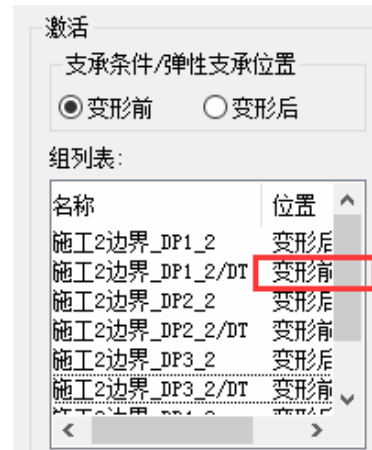 激活
支承条件/弹性支承位置
变形前 变形后
组列表:
名称 位置
施工2边界_DP1_2 变形后
施工2边界_DP1_2/DT 变形前
施工2边界_DP2_2 变形后
施工2边界_DP2_2/DT 变形前
施工2边界_DP3_2 变形后
施工2边界_DP3_2/DT 变形前